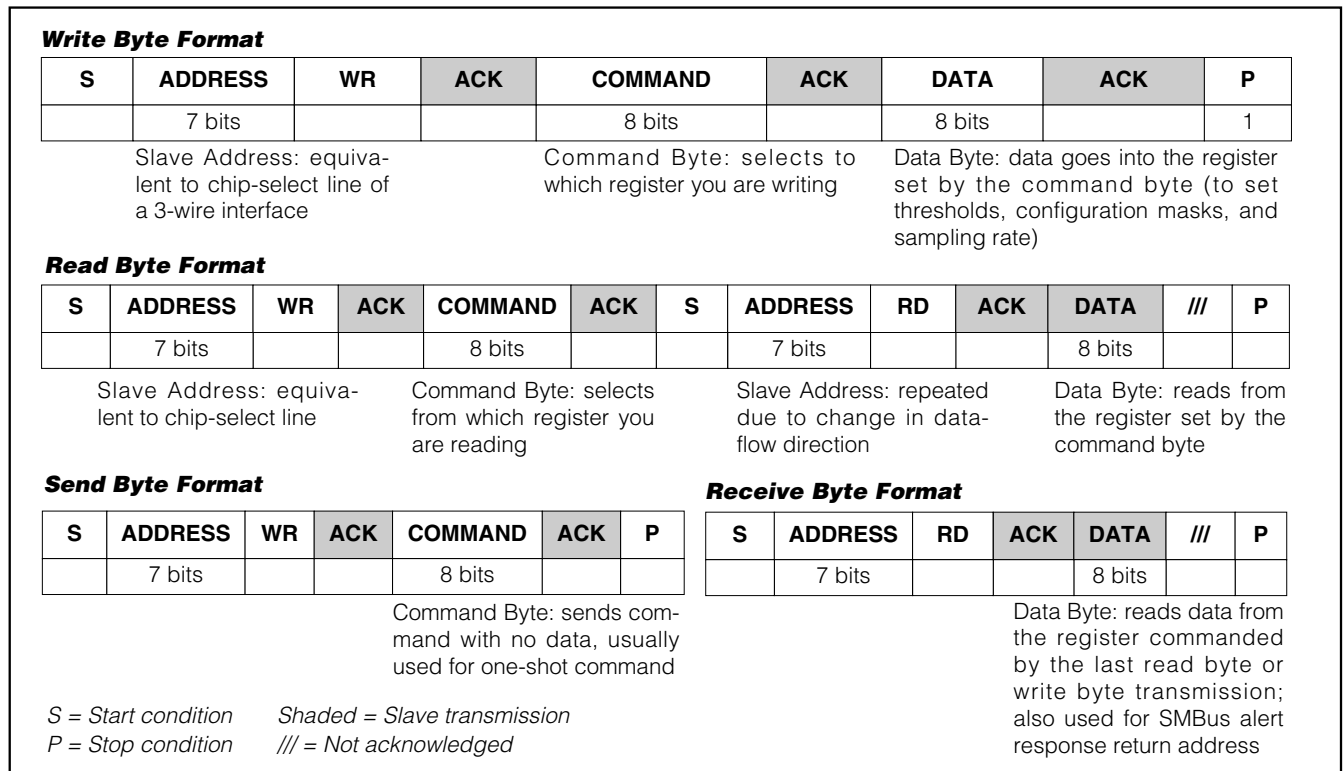 Write Byte Format
S ADDRESS WR ACK COMMAND ACK DATA ACK P
7 bits 8 bits 8 bits 1
Slave Address: equiva-
lent to chip-select line of
a 3-wire interface
Command Byte: selects to
which register you are writing
Data Byte: data goes into the register
set by the command byte (to set
thresholds, configuration masks, and
sampling rate)
Read Byte Format
S ADDRESS WR ACK COMMAND ACK S ADDRESS RD ACK DATA /// P
7 bits 8 bits 7 bits 8 bits
Slave Address: equiva-
lent to chip-select line
Command Byte: selects
from which register you
are reading
Slave Address: repeated
due to change in data-
flow direction
Data Byte: reads from
the register set by the
command byte
Send Byte Format
S ADDRESS WR ACK COMMAND ACK P
7 bits 8 bits
Command Byte: sends com-
mand with no data, usually
used for one-shot command
Receive Byte Format
S ADDRESS RD ACK DATA /// P
7 bits 8 bits
Data Byte: reads data from
the register commanded
by the last read byte or
write byte transmission;
also used for SMBus alert
response return address
S = Start condition Shaded = Slave transmission
P = Stop condition /// = Not acknowledged